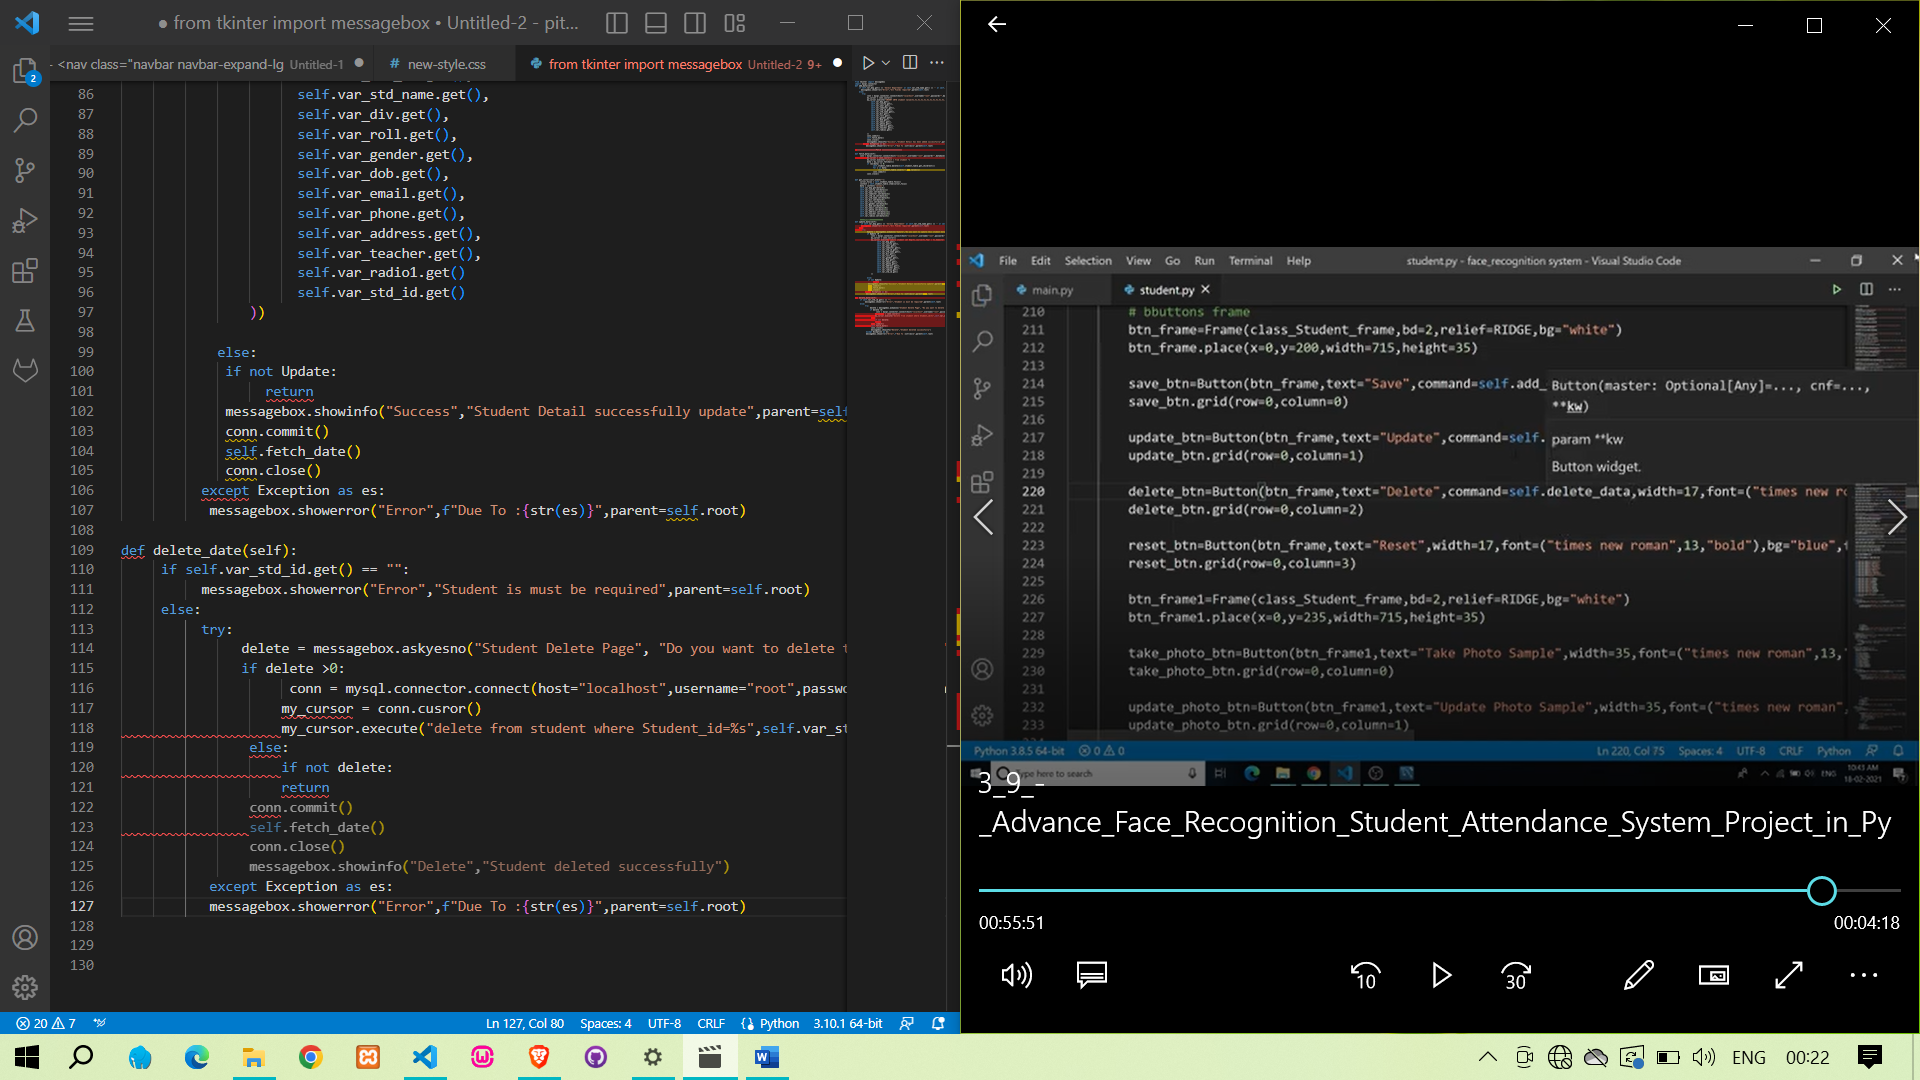 ● from tkinter import messagebox • Untitled-2 - pit...
<nav class="navbar navbar-expand-lg Untitled-1 ●
# new-style.css
from tkinter import messagebox Untitled-2 9+ ●
2
86 self.var_std_name.get(),
87 self.var_div.get(),
88 self.var_roll.get(),
89 self.var_gender.get(),
90 self.var_dob.get(),
91 self.var_email.get(),
92 self.var_phone.get(),
93 self.var_address.get(),
94 self.var_teacher.get(),
95 self.var_radio1.get()
96 self.var_std_id.get()
97 ))
98
99 else:
100 if not Update:
101 return
102 messagebox.showinfo("Success","Student Detail successfully update",parent=self
103 conn.commit()
104 self.fetch_date()
105 conn.close()
106 except Exception as es:
107 messagebox.showerror("Error",f"Due To :{str(es)}",parent=self.root)
108
109 def delete_date(self):
110 if self.var_std_id.get() == "":
111 messagebox.showerror("Error","Student is must be required",parent=self.root)
112 else:
113 try:
114 delete = messagebox.askyesno("Student Delete Page", "Do you want to delete t
115 if delete >0:
116 conn = mysql.connector.connect(host="localhost",username="root",passwo
117 my_cursor = conn.cusror()
118 my_cursor.execute("delete from student where Student_id=%s",self.var_st
119 else:
120 if not delete:
121 return
122 conn.commit()
123 self.fetch_date()
124 conn.close()
125 messagebox.showinfo("Delete","Student deleted successfully")
126 except Exception as es:
127 messagebox.showerror("Error",f"Due To :{str(es)}",parent=self.root)
128
129
130
20 7 Ln 127, Col 80 Spaces: 4 UTF-8 CRLF Python 3.10.1 64-bit
File Edit Selection View Go Run Terminal Help student.py - face_recognition system - Visual Studio Code
main.py student.py
210 # bbuttons frame
211 btn_frame=Frame(class_Student_frame,bd=2,relief=RIDGE,bg="white")
212 btn_frame.place(x=0,y=200,width=715,height=35)
213
214 save_btn=Button(btn_frame,text="Save",command=self.add_
215 save_btn.grid(row=0,column=0)
216
217 update_btn=Button(btn_frame,text="Update",command=self.
218 update_btn.grid(row=0,column=1)
219
220 delete_btn=Button(btn_frame,text="Delete",command=self.delete_data,width=17,font=("times new ro
221 delete_btn.grid(row=0,column=2)
222
223 reset_btn=Button(btn_frame,text="Reset",width=17,font=("times new roman",13,"bold"),bg="blue",f
224 reset_btn.grid(row=0,column=3)
225
226 btn_frame1=Frame(class_Student_frame,bd=2,relief=RIDGE,bg="white")
227 btn_frame1.place(x=0,y=235,width=715,height=35)
228
229 take_photo_btn=Button(btn_frame1,text="Take Photo Sample",width=35,font=("times new roman",13,"
230 take_photo_btn.grid(row=0,column=0)
231
232 update_photo_btn=Button(btn_frame1,text="Update Photo Sample",width=35,font=("times new roman",
233 update_photo_btn.grid(row=0,column=1)
Button(master: Optional[Any]=..., cnf=...,
**kw)
param **kw
Button widget.
Python 3.8.5 64-bit 0 0 Ln 220, Col 75 Spaces: 4 UTF-8 CRLF Python
Type here to search
ENG 10:43 AM
18-02-2021
3_9_-
_Advance_Face_Recognition_Student_Attendance_System_Project_in_Py
00:55:51 00:04:18
10 30
ENG 00:22